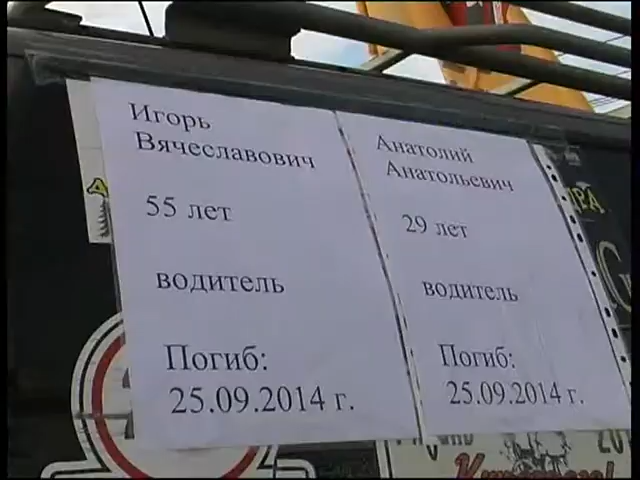 Игорь
Вячеславович
55 лет
водитель
Погиб:
25.09.2014 г.
Анатолий
Анатольевич
29 лет
водитель
Погиб:
25.09.2014 г.